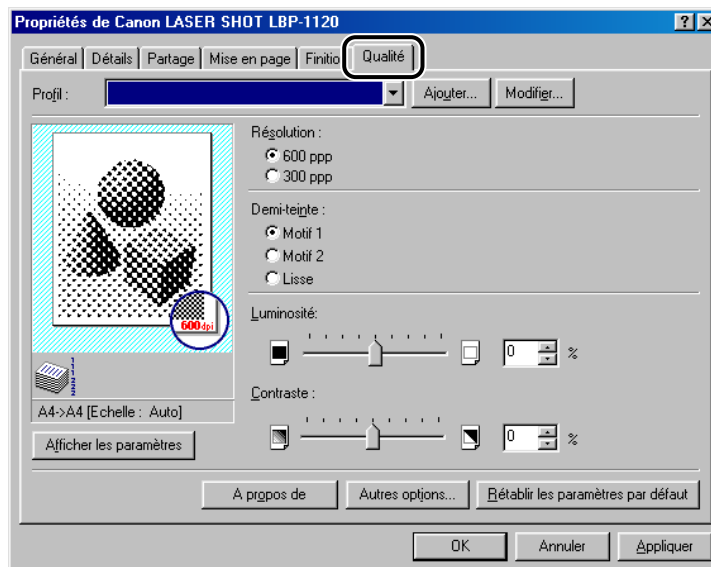 Propriétés de Canon LASER SHOT LBP-1120
Général Détails Partage Mise en page Finitio Qualité
Profil : Ajouter... Modifier...
Résolution :
600 ppp
300 ppp
Demi-teinte :
Motif 1
Motif 2
Lisse
600dpi
Luminosité:
0 %
A4->A4 [Echelle : Auto]
Contraste :
0 %
Afficher les paramètres
A propos de Autres options... Rétablir les paramètres par défaut
OK Annuler Appliquer